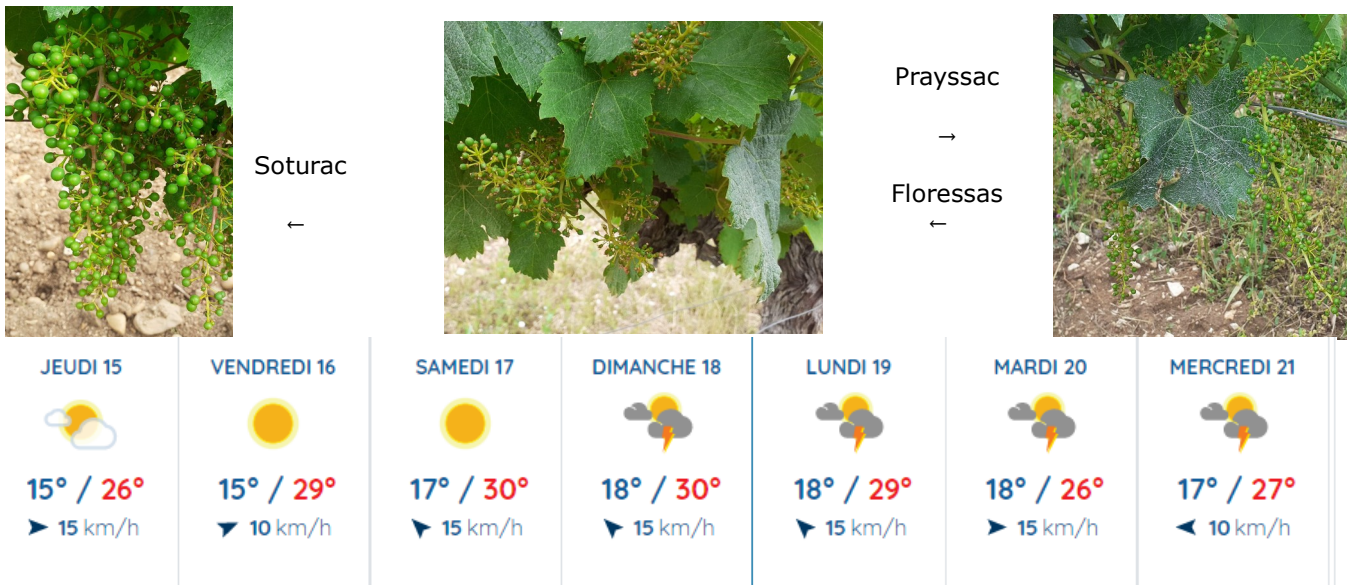 Soturac
←
Prayssac
→
Floressas
←
JEUDI 15
VENDREDI 16
SAMEDI 17
DIMANCHE 18
LUNDI 19
MARDI 20
MERCREDI 21
15° / 26°
15° / 29°
17° / 30°
18° / 30°
18° / 29°
18° / 26°
17° / 27°
15 km/h
10 km/h
15 km/h
15 km/h
15 km/h
15 km/h
10 km/h